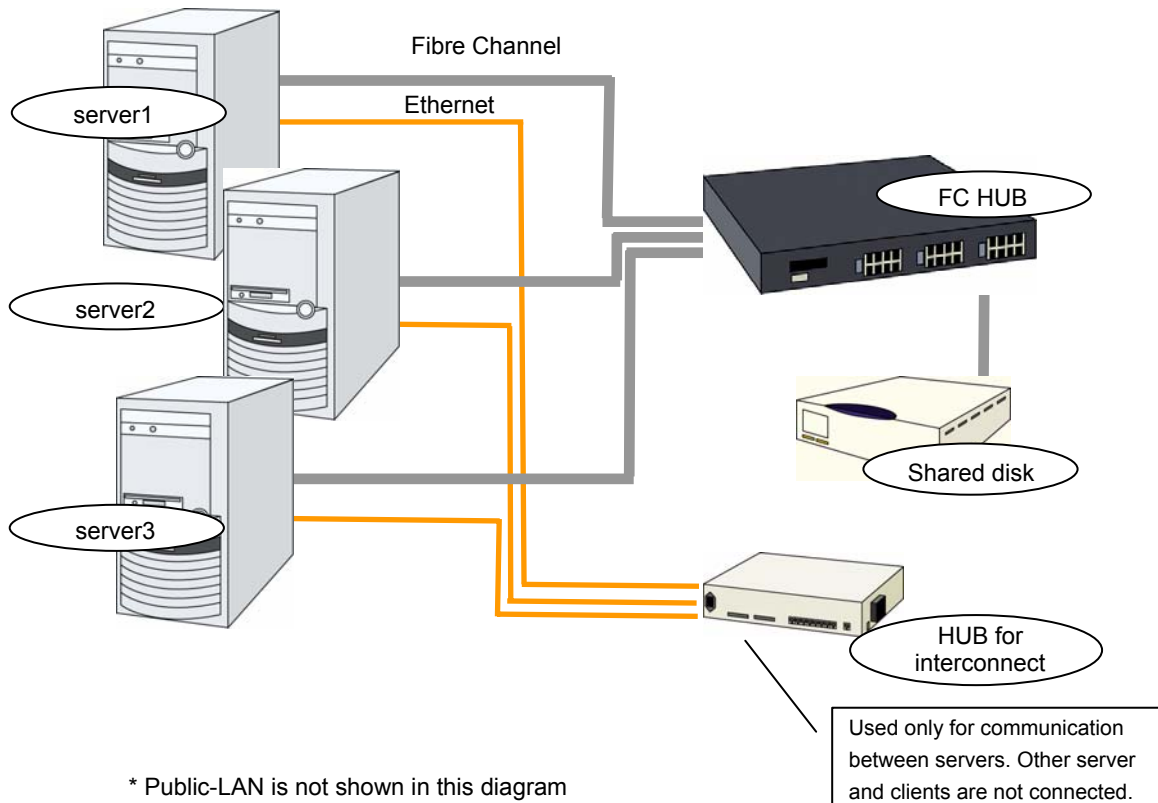 Fibre Channel
Ethernet
server1
FC HUB
server2
Shared disk
server3
HUB for
interconnect
Used only for communication
between servers. Other server
and clients are not connected.
* Public-LAN is not shown in this diagram